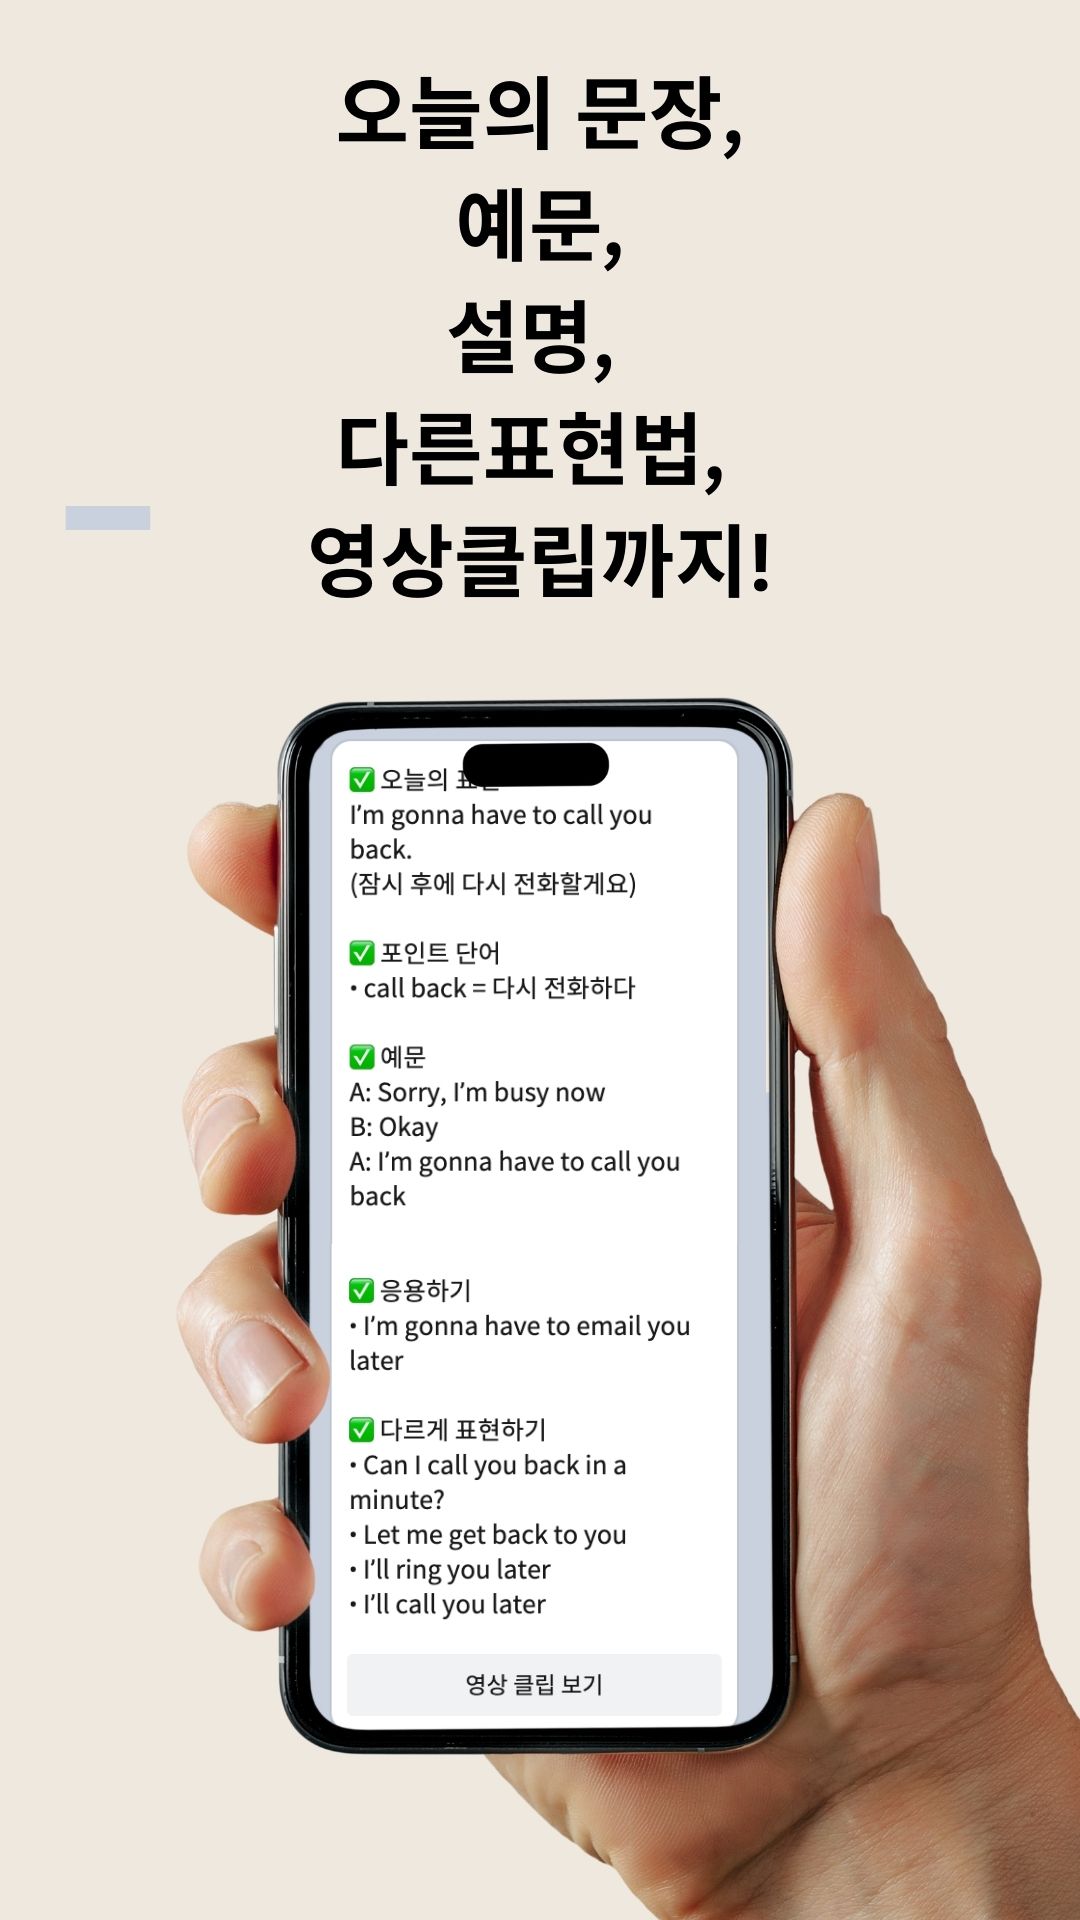 오늘의 문장,
예문,
설명,
다른표현법,
영상클립까지!
✅ 오늘의
I'm gonna have to call you
back.
(잠시 후에 다시 전화할게요)
✅ 포인트 단어
• call back = 다시 전화하다
✅ 예문
A: Sorry, I'm busy now
B: Okay
A: I'm gonna have to call you
back
✅ 응용하기
• I'm gonna have to email you
later
✅ 다르게 표현하기
• Can I call you back in a
minute?
• Let me get back to you
• I'll ring you later
• I'll call you later
영상 클립 보기